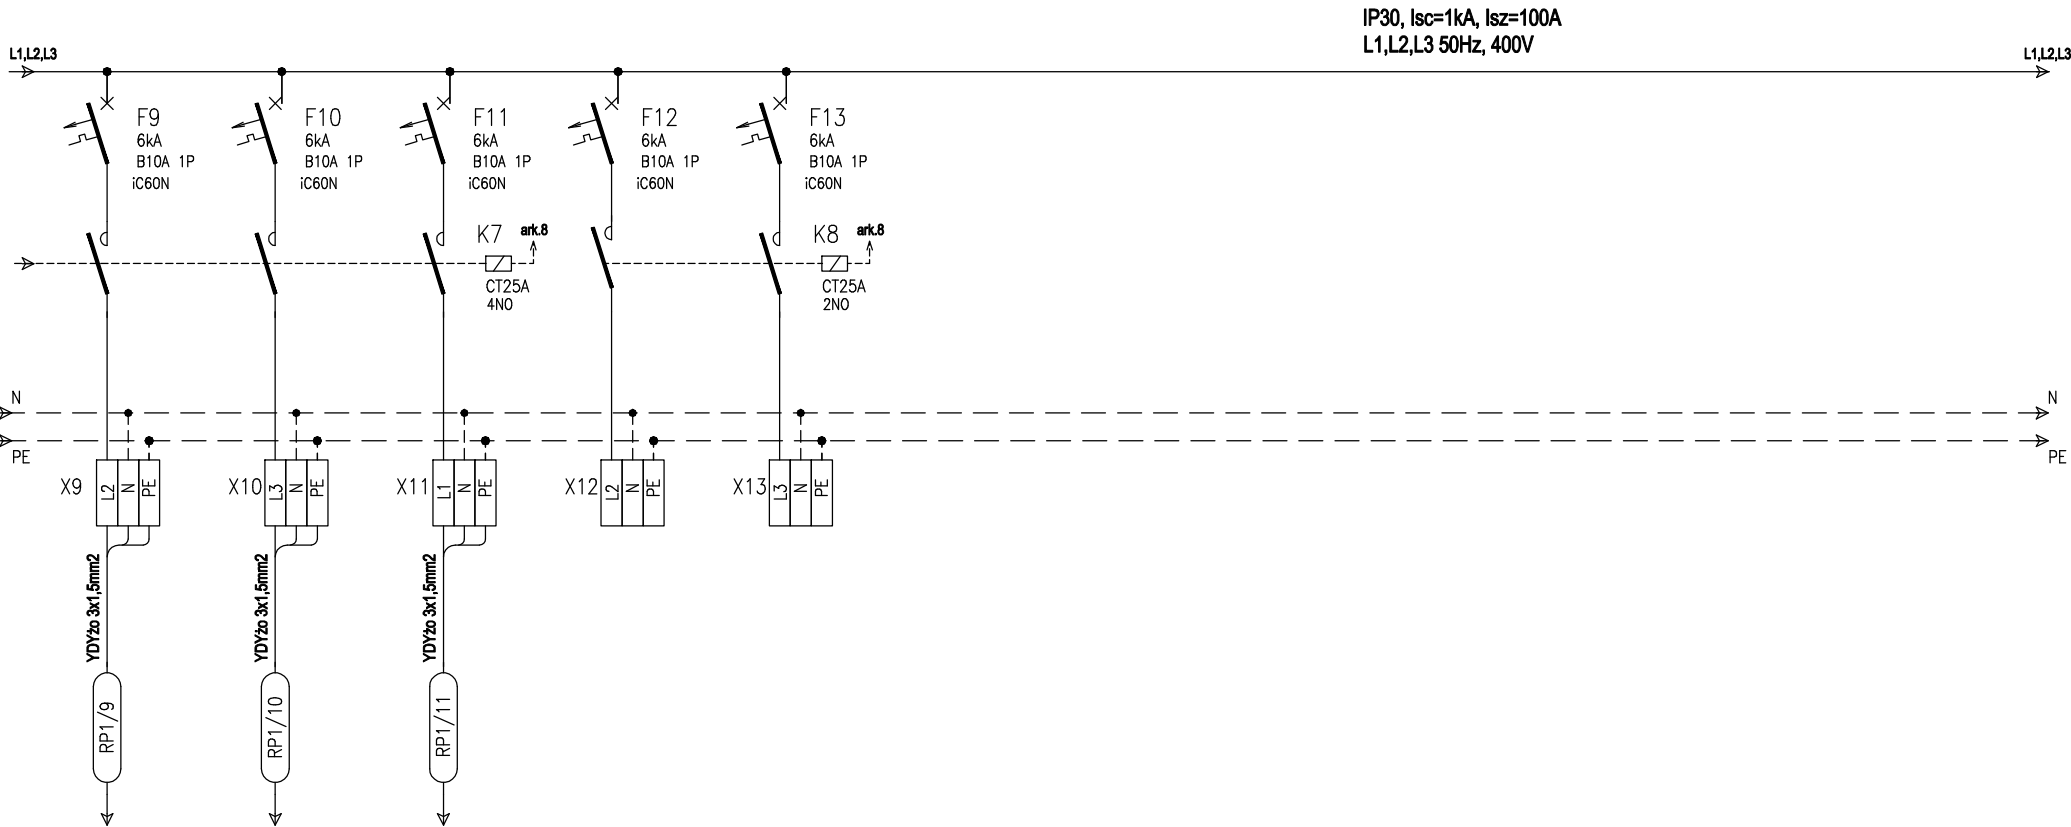 IP30, Isc=1kA, Isz=100A
L1,L2,L3 50Hz, 400V
L1,L2,L3
L1,L2,L3
F9
6kA
B10A 1P
iC60N
F10
6kA
B10A 1P
iC60N
F11
6kA
B10A 1P
iC60N
F12
6kA
B10A 1P
iC60N
F13
6kA
B10A 1P
iC60N
K7
ark.8
CT25A
4NO
K8
ark.8
CT25A
2NO
N
N
PE
PE
X9
L2
N
PE
X10
L3
N
PE
X11
L1
N
PE
X12
L2
N
PE
X13
L3
N
PE
YDYżo 3x1,5mm2
YDYżo 3x1,5mm2
YDYżo 3x1,5mm2
RP1/9
RP1/10
RP1/11